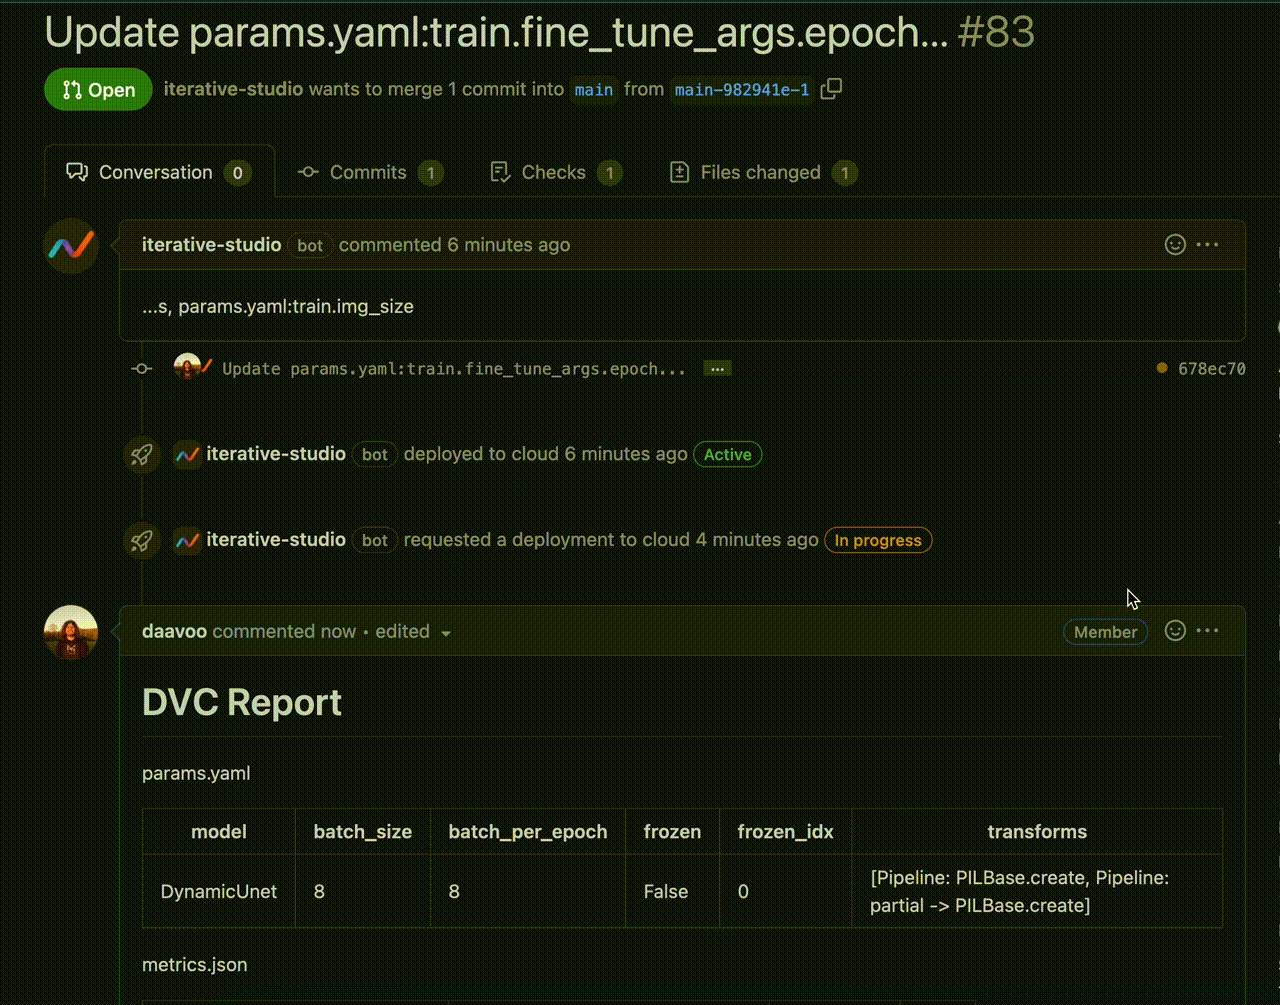 Update params.yaml:train.fine_tune_args.epoch... #83
Open iterative-studio wants to merge 1 commit into main from main-982941e-1
Conversation 0 Commits 1 Checks 1 Files changed 1
iterative-studio bot commented 6 minutes ago
...s, params.yaml:train.img_size
Update params.yaml:train.fine_tune_args.epoch... ... 678ec70
iterative-studio bot deployed to cloud 6 minutes ago Active
iterative-studio bot requested a deployment to cloud 4 minutes ago In progress
daavoo commented now • edited Member
DVC Report
params.yaml
model batch_size batch_per_epoch frozen frozen_idx transforms
DynamicUnet 8 8 False 0 [Pipeline: PILBase.create, Pipeline:
partial -> PILBase.create]
metrics.json